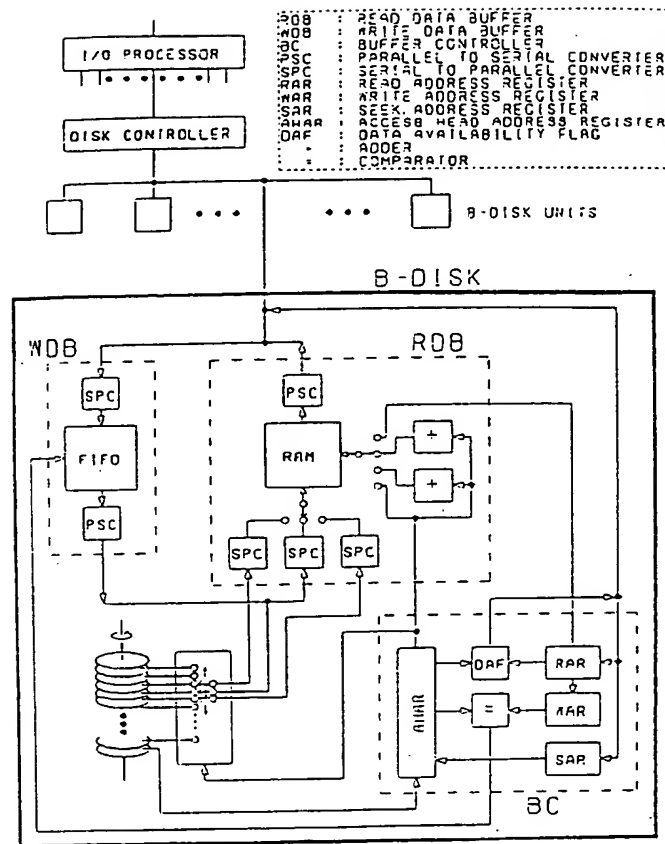 RDB : READ DATA BUFFER
WDB : WRITE DATA BUFFER
BC : BUFFER CONTROLLER
PSC : PARALLEL TO SERIAL CONVERTER
SPC : SERIAL TO PARALLEL CONVERTER
RAR : READ ADDRESS REGISTER
WAR : WRITE ADDRESS REGISTER
SAR : SEEK ADDRESS REGISTER
AHAR : ACCESS HEAD ADDRESS REGISTER
DAF : DATA AVAILABILITY FLAG
+ : ADDER
= : COMPARATOR
I/O PROCESSOR
DISK CONTROLLER
B-DISK UNITS
B-DISK
WDB
RDB
SPC
PSC
FIFO
RAM
+
+
PSC
SPC
SPC
SPC
AHAR
DAF
RAR
=
WAR
SAR
BC